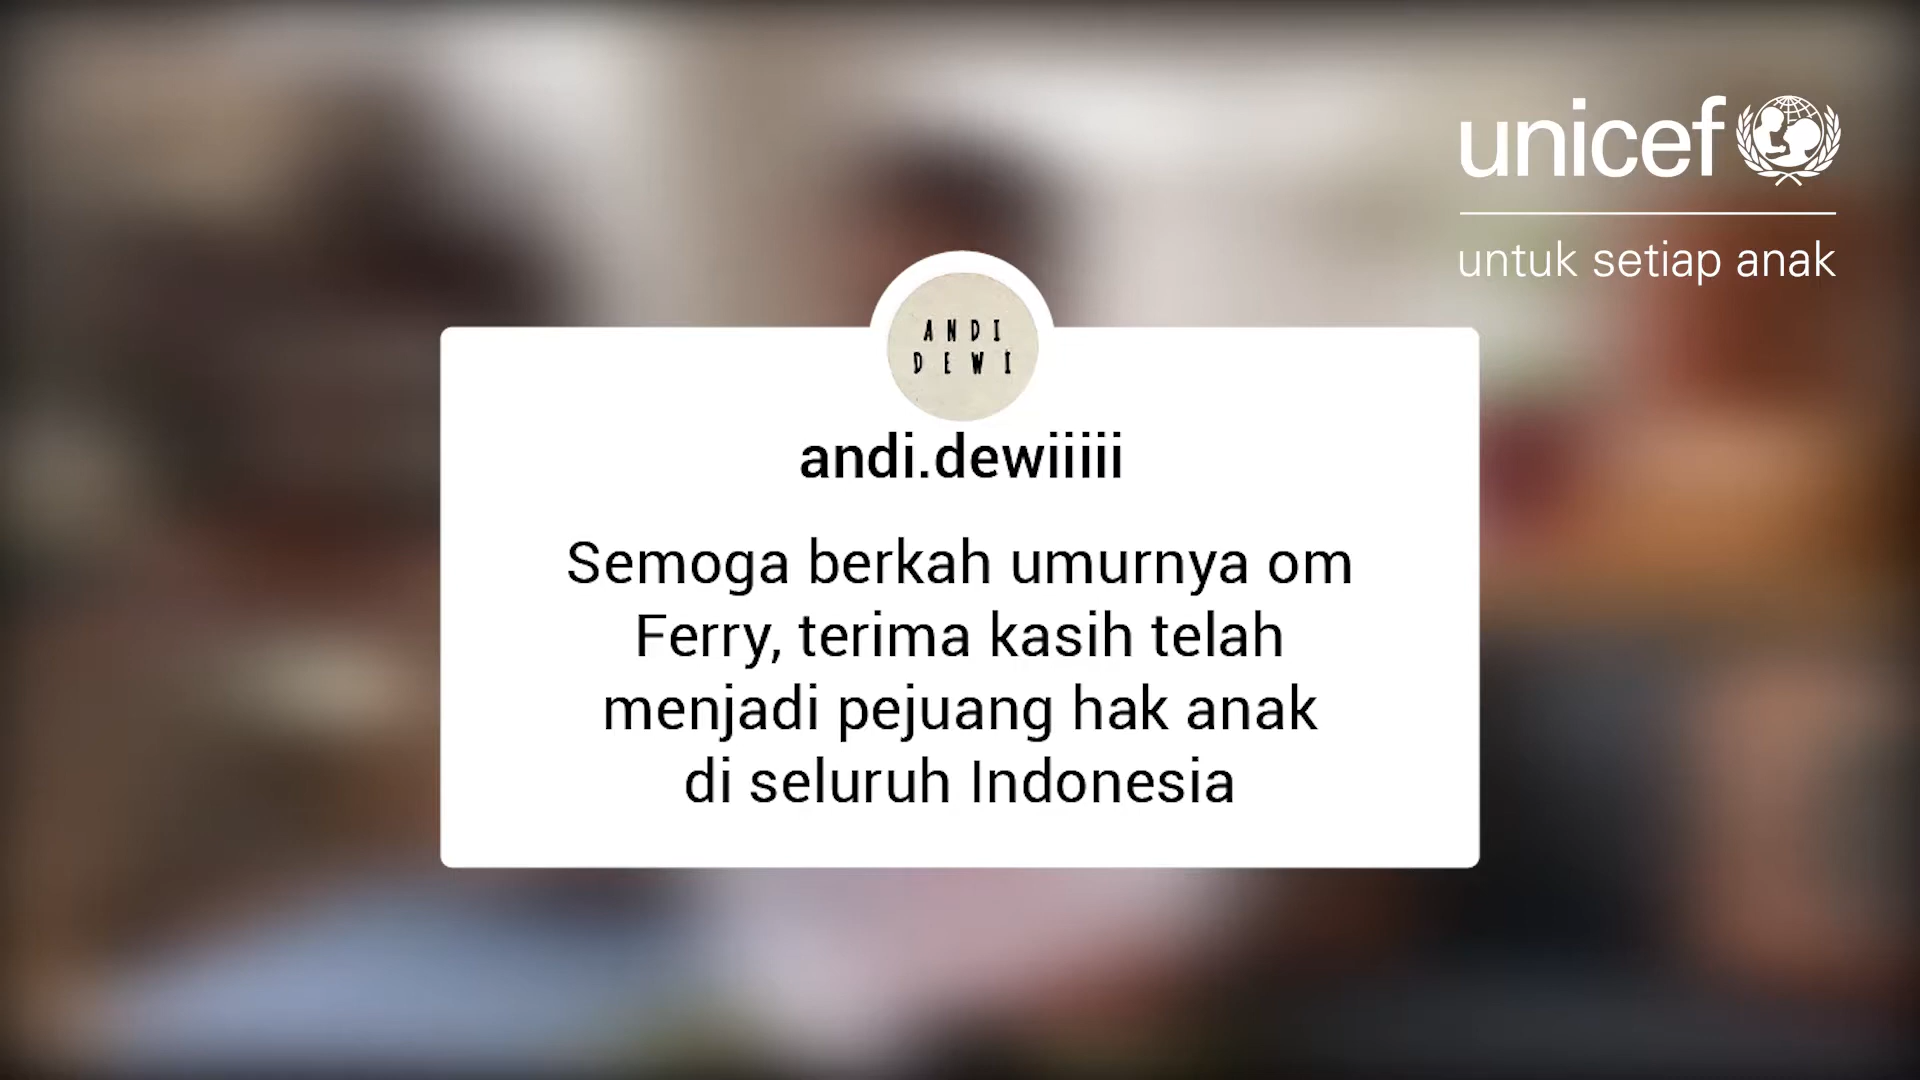 unicef
untuk setiap anak
ANDI
DEWI
andi.dewiiiii
Semoga berkah umurnya om
Ferry, terima kasih telah
menjadi pejuang hak anak
di seluruh Indonesia